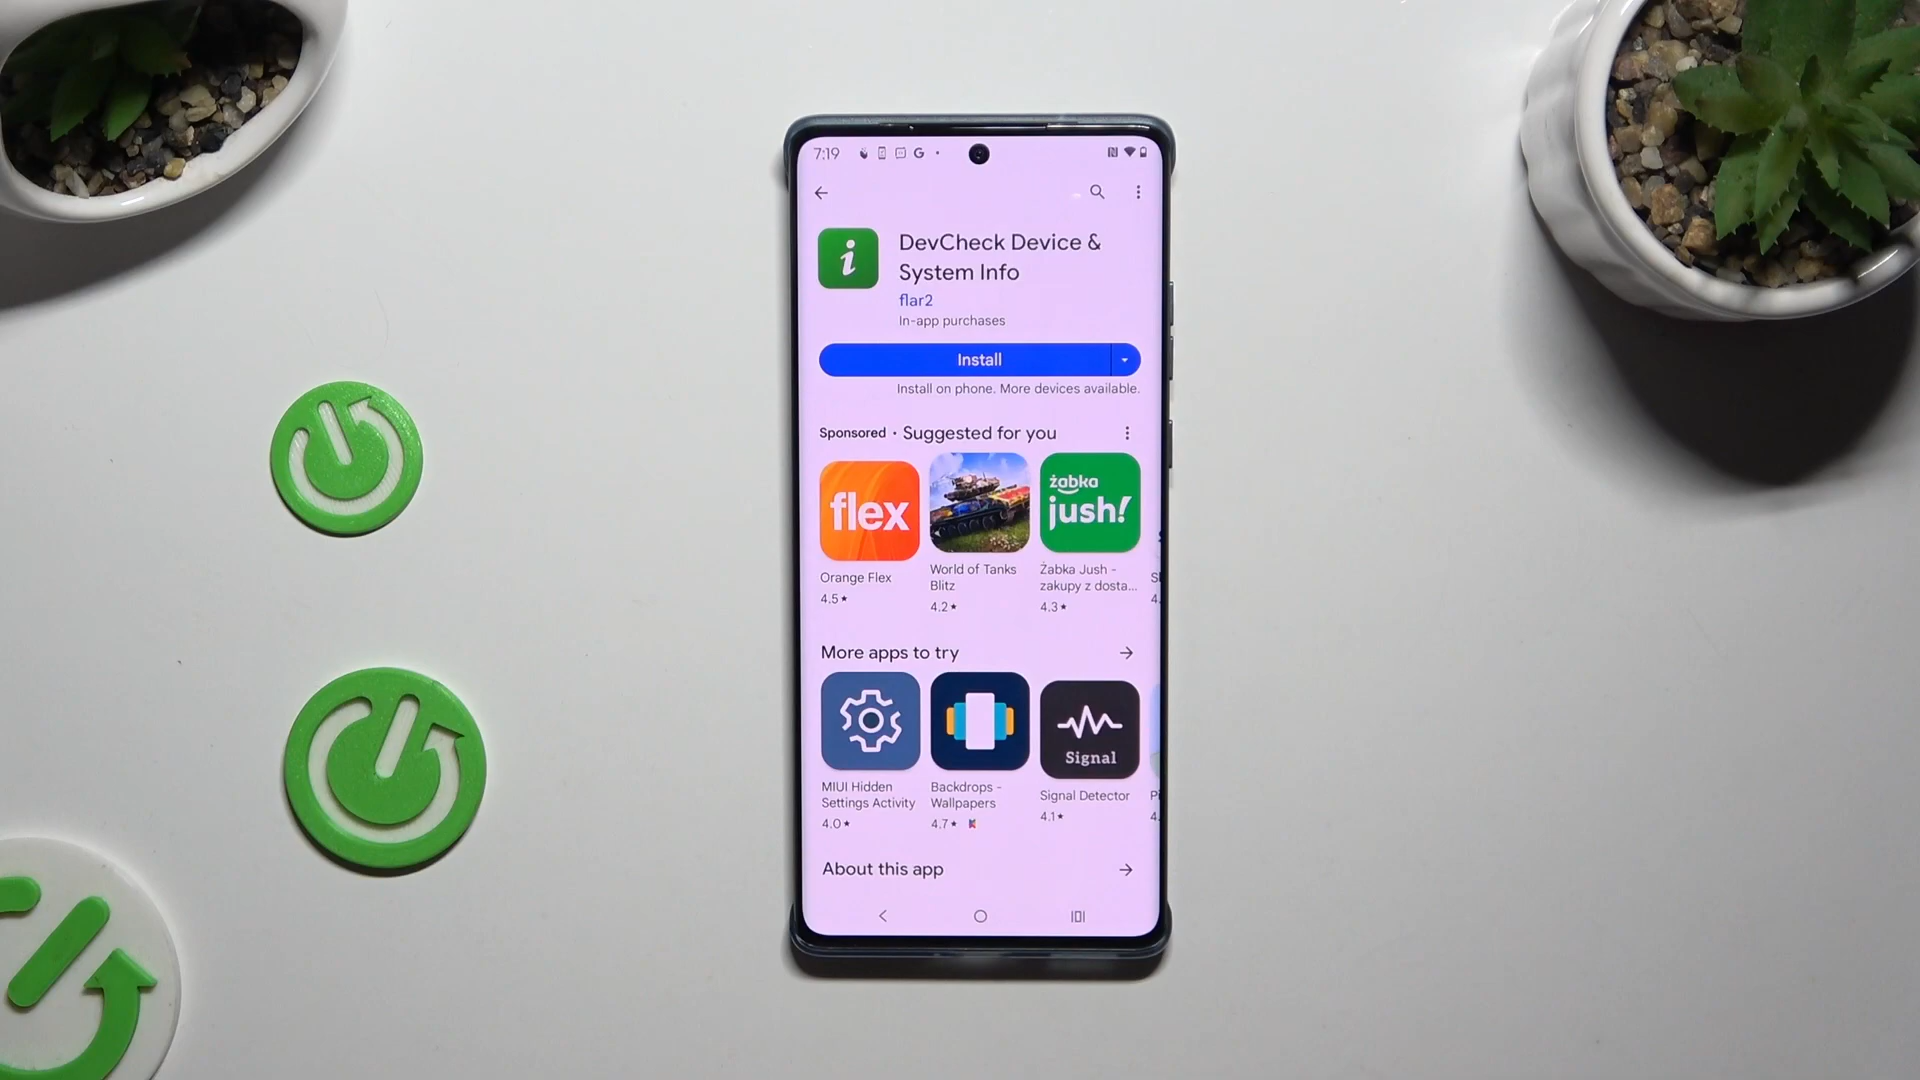 7:19
DevCheck Device &
System Info
flar2
In-app purchases
Install
Install on phone. More devices available.
Sponsored • Suggested for you
flex
żabka
jush!
Orange Flex
World of Tanks
Blitz
Żabka Jush -
zakupy z dosta...
4.5★
4.2★
4.3★
More apps to try
Signal
MIUI Hidden
Settings Activity
Backdrops -
Wallpapers
Signal Detector
4.0★
4.7★
4.1★
About this app